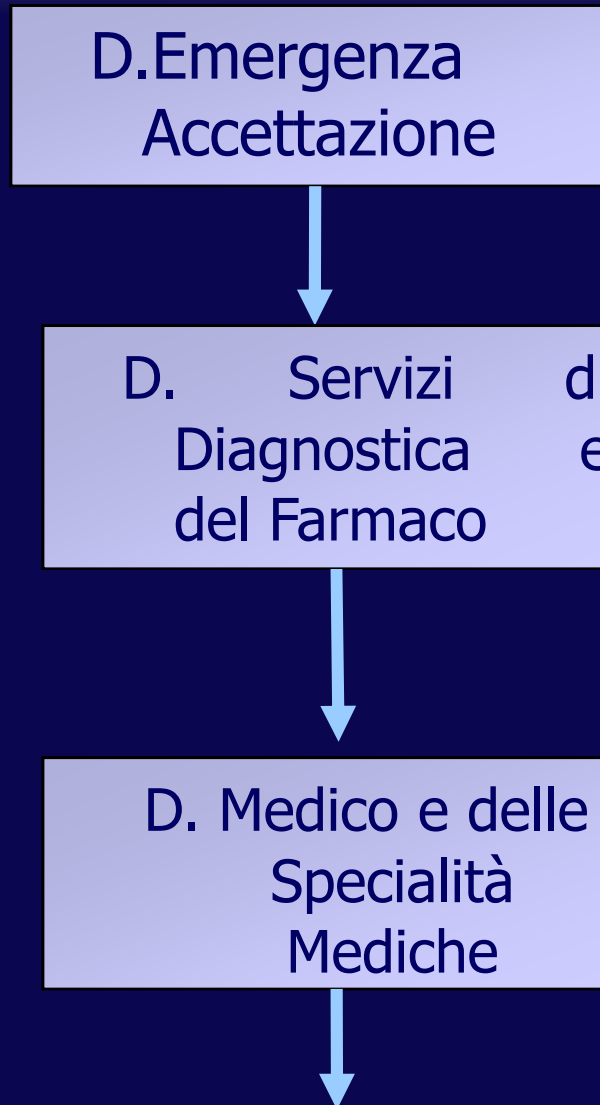 D.Emergenza
Accettazione
D. Servizi d
Diagnostica e
del Farmaco
D. Medico e delle
Specialità
Mediche